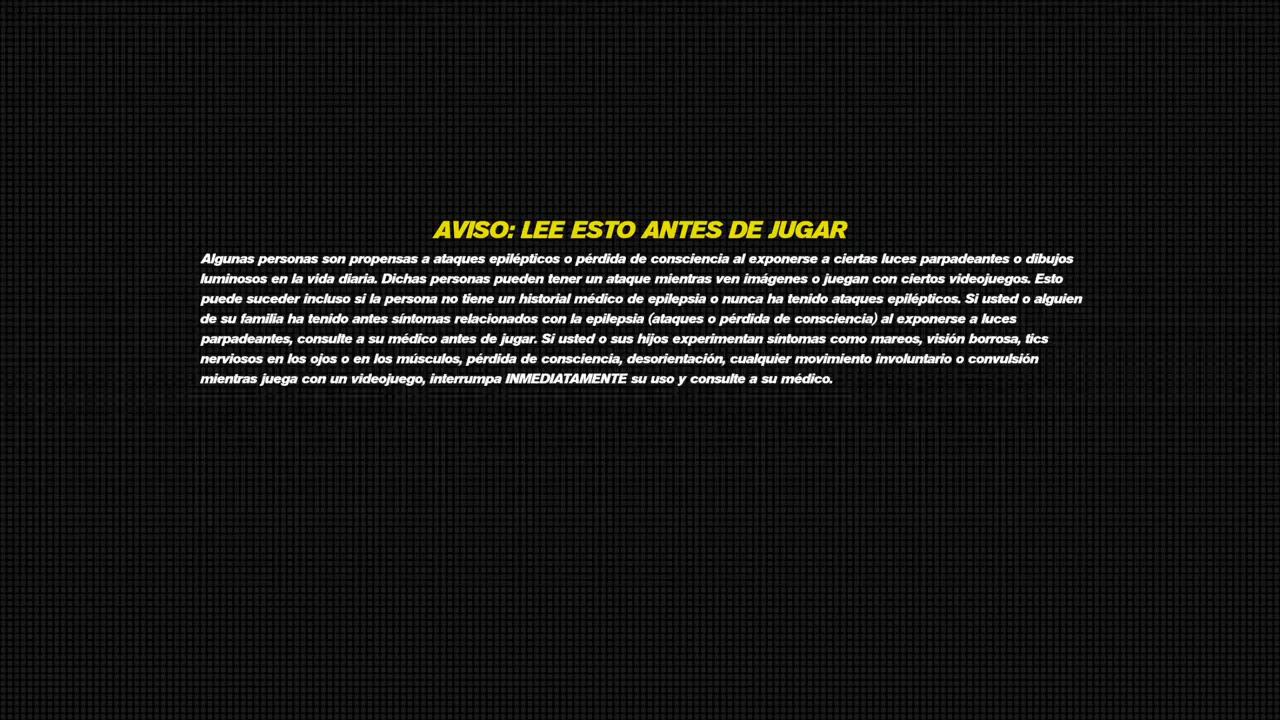 AVISO: LEE ESTO ANTES DE JUGAR
Algunas personas son propensas a ataques epilépticos o pérdida de consciencia al exponerse a ciertas luces parpadeantes o dibujos
luminosos en la vida diaria. Dichas personas pueden tener un ataque mientras ven imágenes o juegan con ciertos videojuegos. Esto
puede suceder incluso si la persona no tiene un historial médico de epilepsia o nunca ha tenido ataques epilépticos. Si usted o alguien
de su familia ha tenido antes síntomas relacionados con la epilepsia (ataques o pérdida de consciencia) al exponerse a luces
parpadeantes, consulte a su médico antes de jugar. Si usted o sus hijos experimentan síntomas como mareos, visión borrosa, tics
nerviosos en los ojos o en los músculos, pérdida de consciencia, desorientación, cualquier movimiento involuntario o convulsión
mientras juega con un videojuego, interrumpa INMEDIATAMENTE su uso y consulte a su médico.